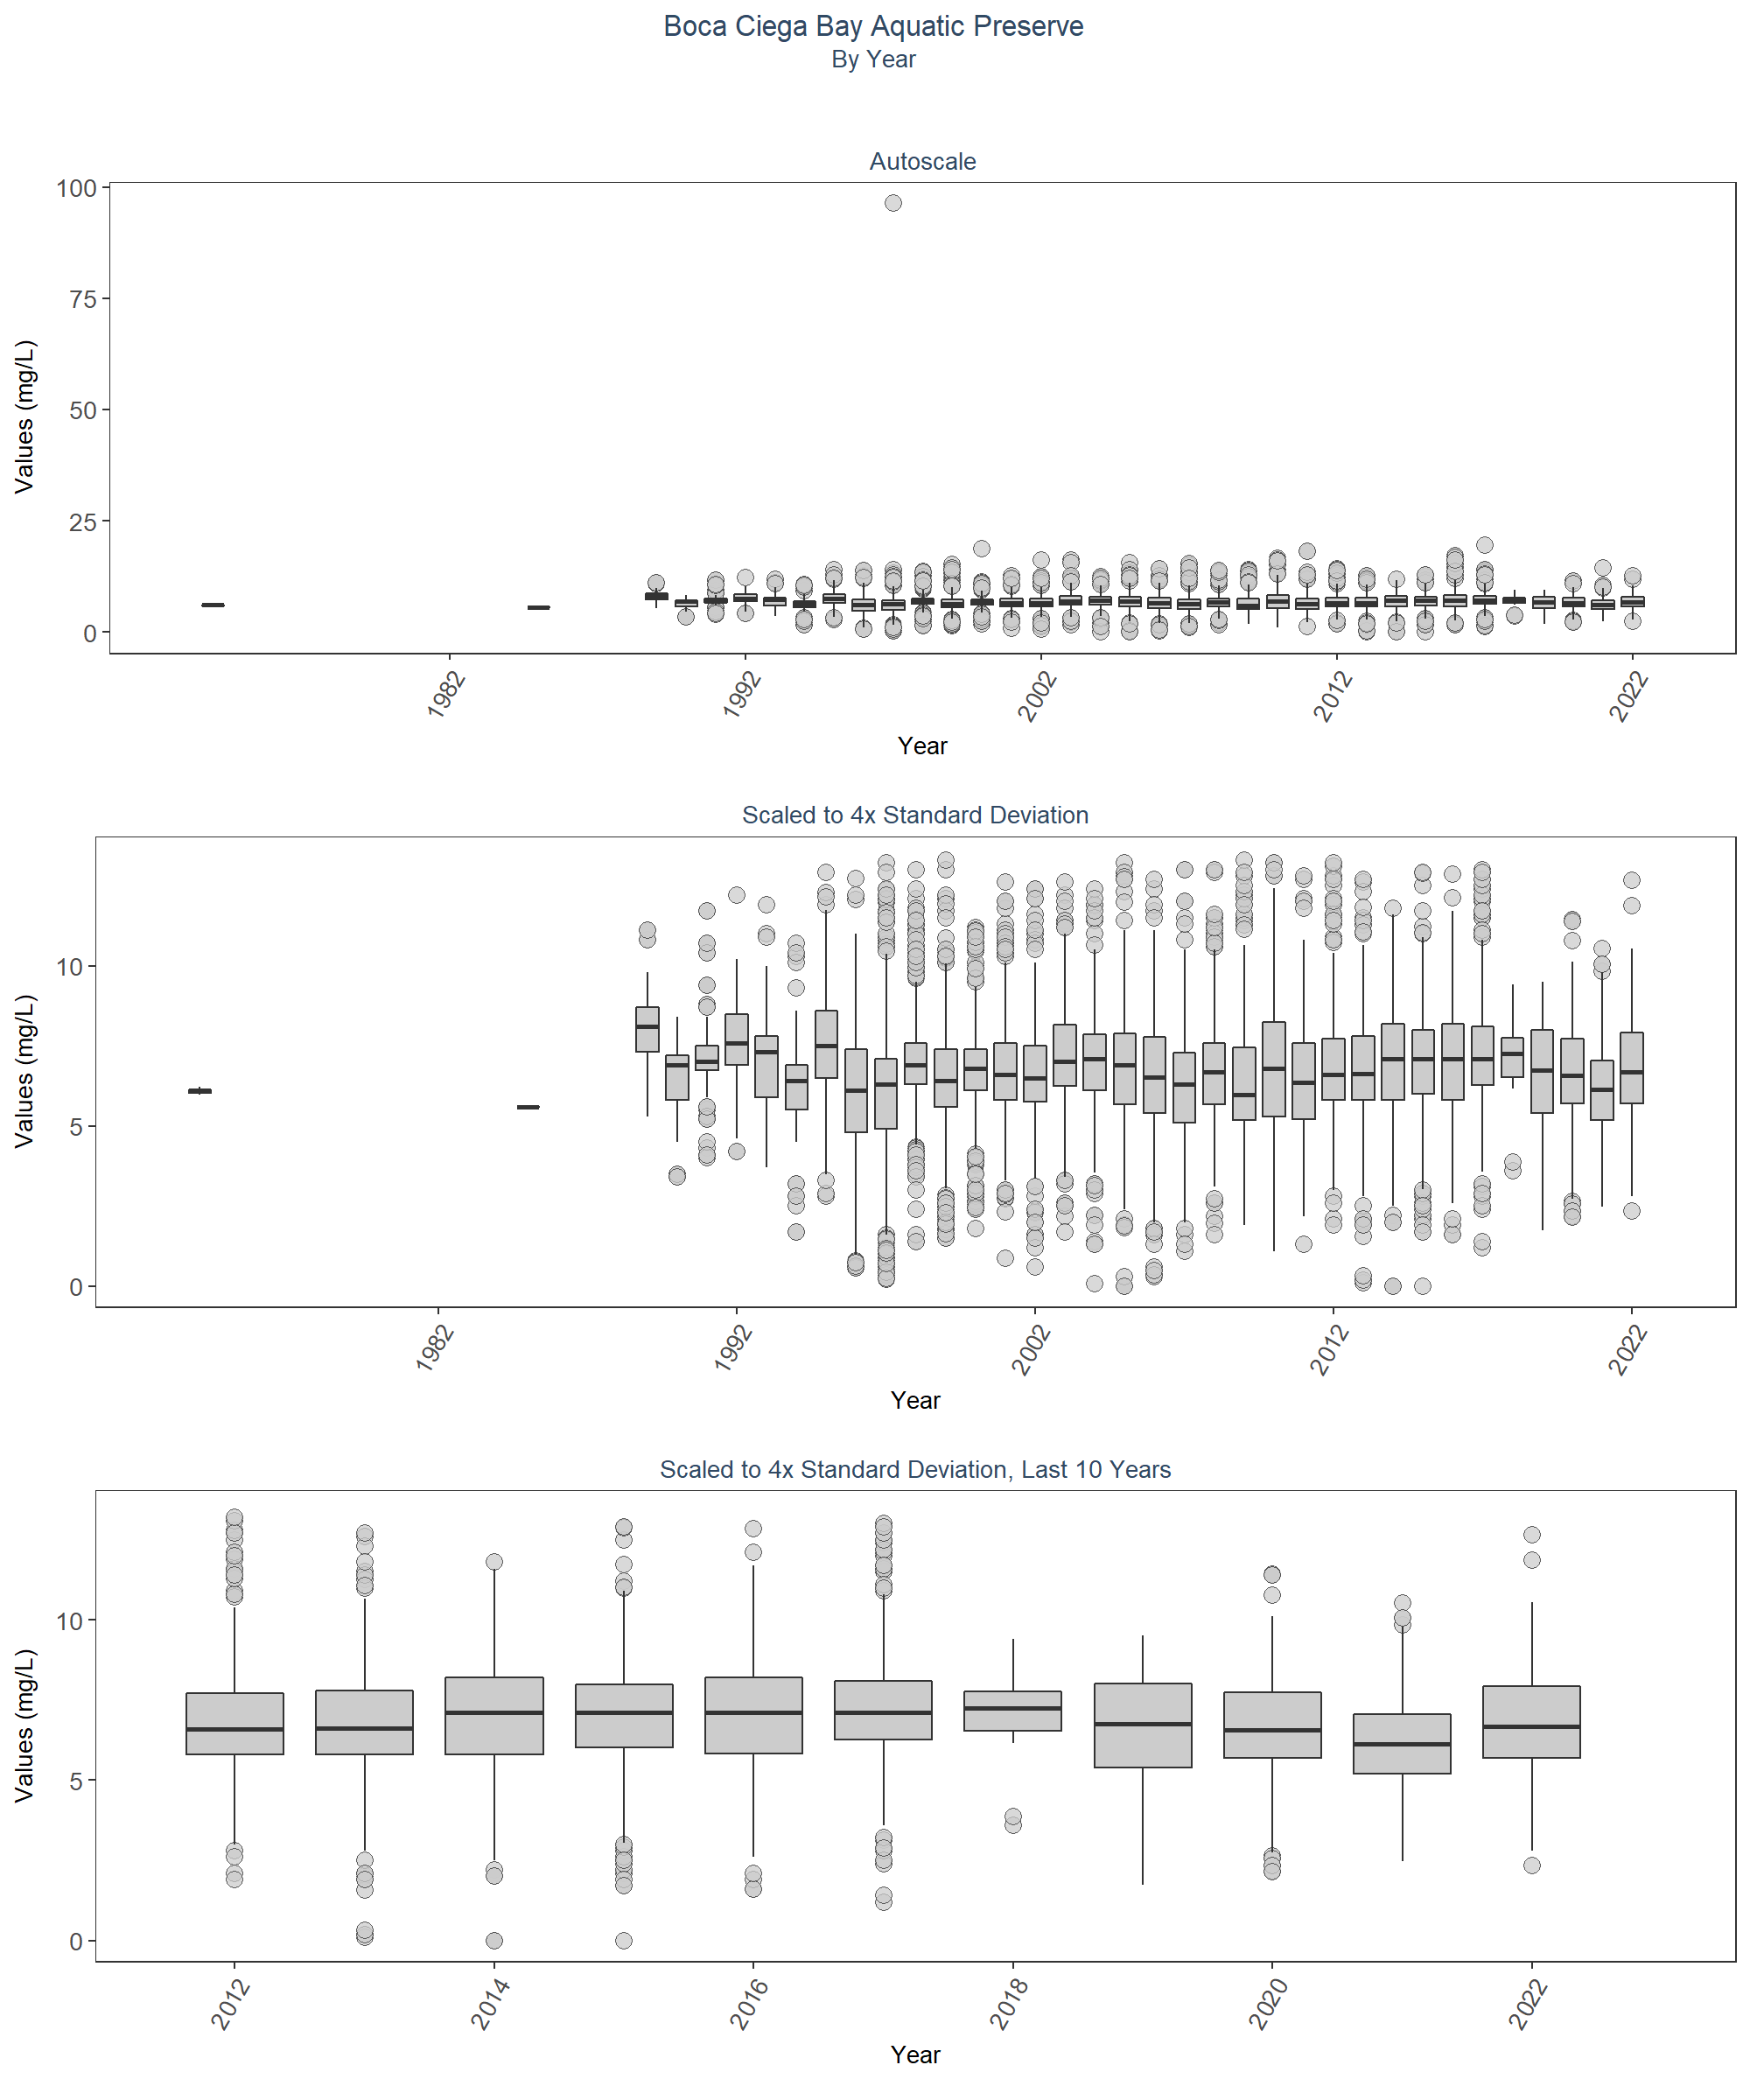 Boca Ciega Bay Aquatic Preserve
By Year
Autoscale
Values (mg/L)
100
75
50
25
0
1982
1992
2002
2012
2022
Year
Scaled to 4x Standard Deviation
Values (mg/L)
10
5
0
1982
1992
2002
2012
2022
Year
Scaled to 4x Standard Deviation, Last 10 Years
Values (mg/L)
10
5
0
2012
2014
2016
2018
2020
2022
Year